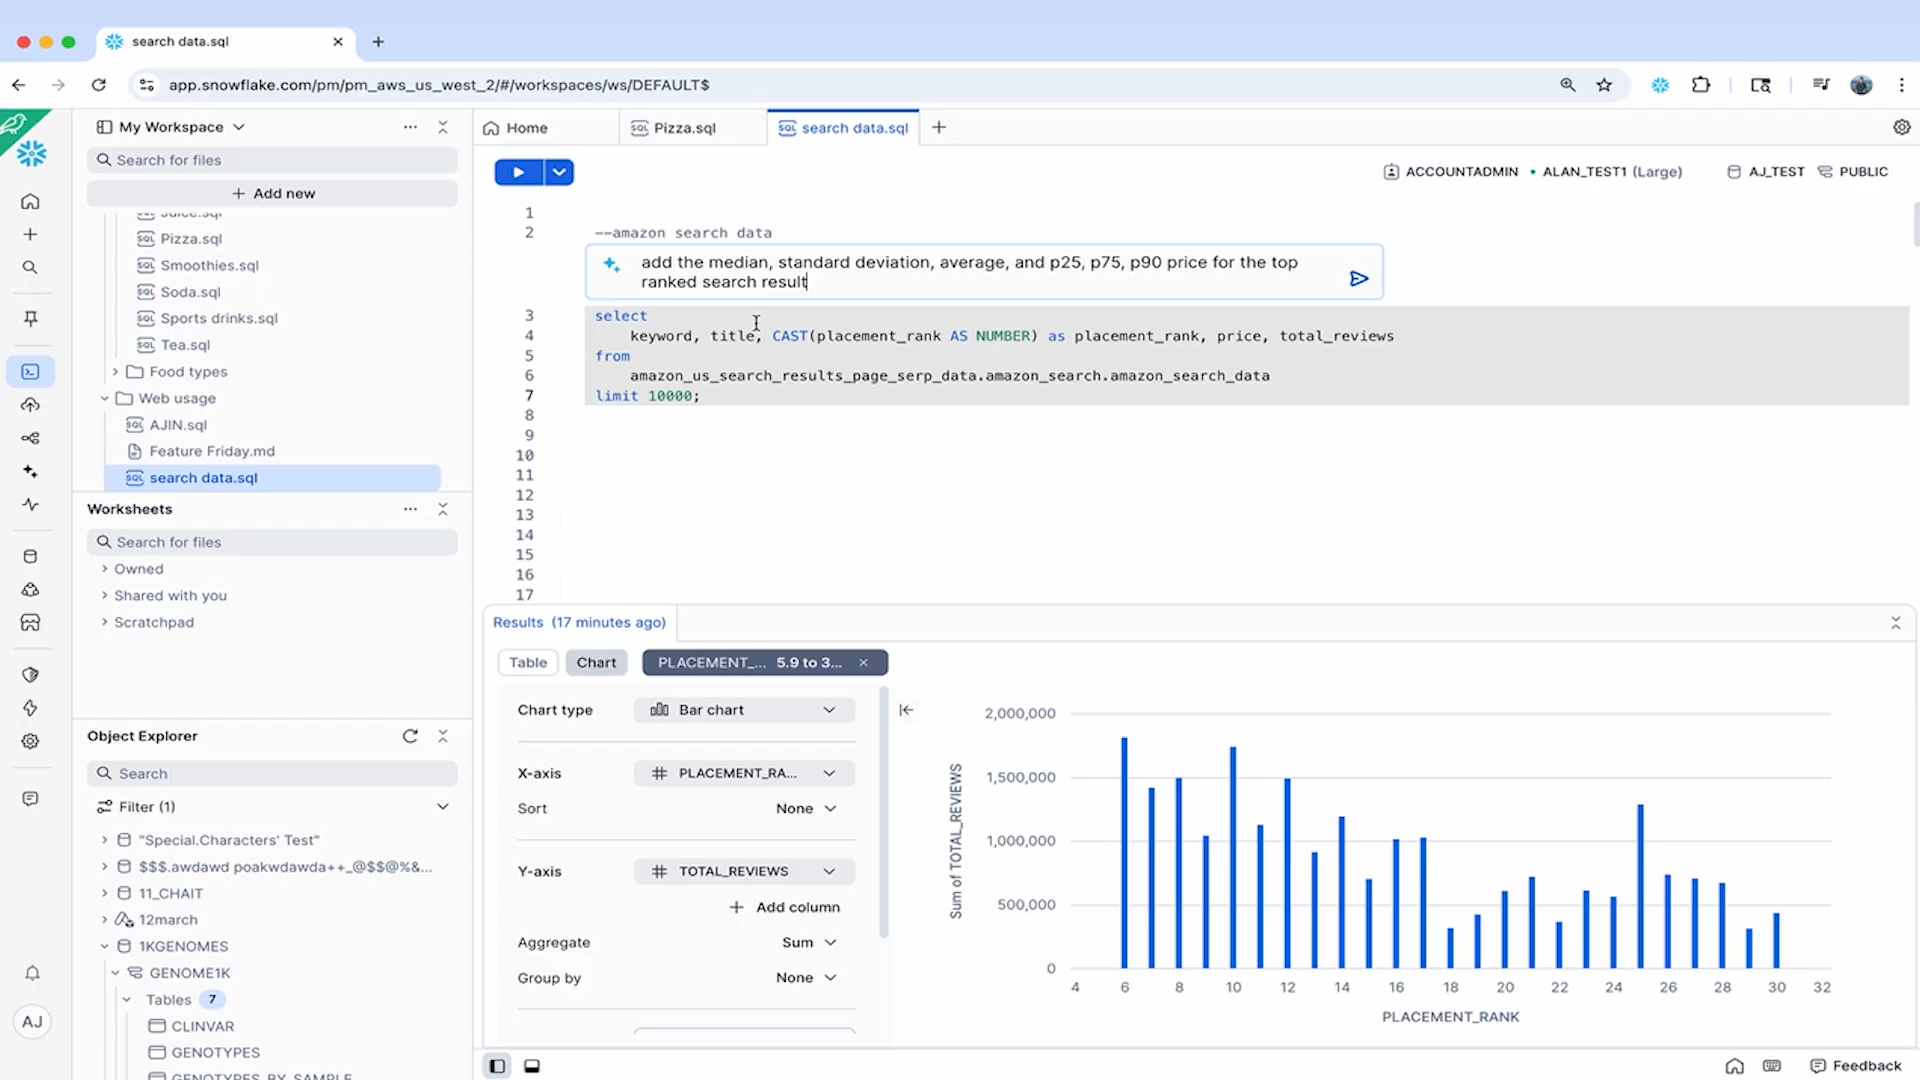 search data.sql
app.snowflake.com/pm/pm_aws_us_west_2/#/workspaces/ws/DEFAULT$
My Workspace
Search for files
Add new
Juice.sql
Pizza.sql
Smoothies.sql
Soda.sql
Sports drinks.sql
Tea.sql
Food types
Web usage
AJIN.sql
Feature Friday.md
search data.sql
Worksheets
Search for files
Owned
Shared with you
Scratchpad
Object Explorer
Search
Filter (1)
"Special.Characters' Test"
$$$.awdawd poakwdawda++_@$$@%&...
11_CHAIT
12march
1KGENOMES
GENOME1K
Tables 7
CLINVAR
GENOTYPES
GENOTYPES_BY_SAMPLE
AJ
Home
Pizza.sql
search data.sql
ACCOUNTADMIN
ALAN_TEST1 (Large)
AJ_TEST
PUBLIC
1
2 --amazon search data
add the median, standard deviation, average, and p25, p75, p90 price for the top
ranked search result
3 select
4 keyword, title, CAST(placement_rank AS NUMBER) as placement_rank, price, total_reviews
5 from
6 amazon_us_search_results_page_serp_data.amazon_search.amazon_search_data
7 limit 10000;
8
9
10
11
12
13
14
15
16
17
Results (17 minutes ago)
Table
Chart
PLACEMENT_... 5.9 to 3...
Chart type
Bar chart
X-axis
PLACEMENT_RA...
Sort
None
Y-axis
TOTAL_REVIEWS
Add column
Aggregate
Sum
Group by
None
Sum of TOTAL_REVIEWS
2,000,000
1,500,000
1,000,000
500,000
0
4 6 8 10 12 14 16 18 20 22 24 26 28 30 32
PLACEMENT_RANK
Feedback